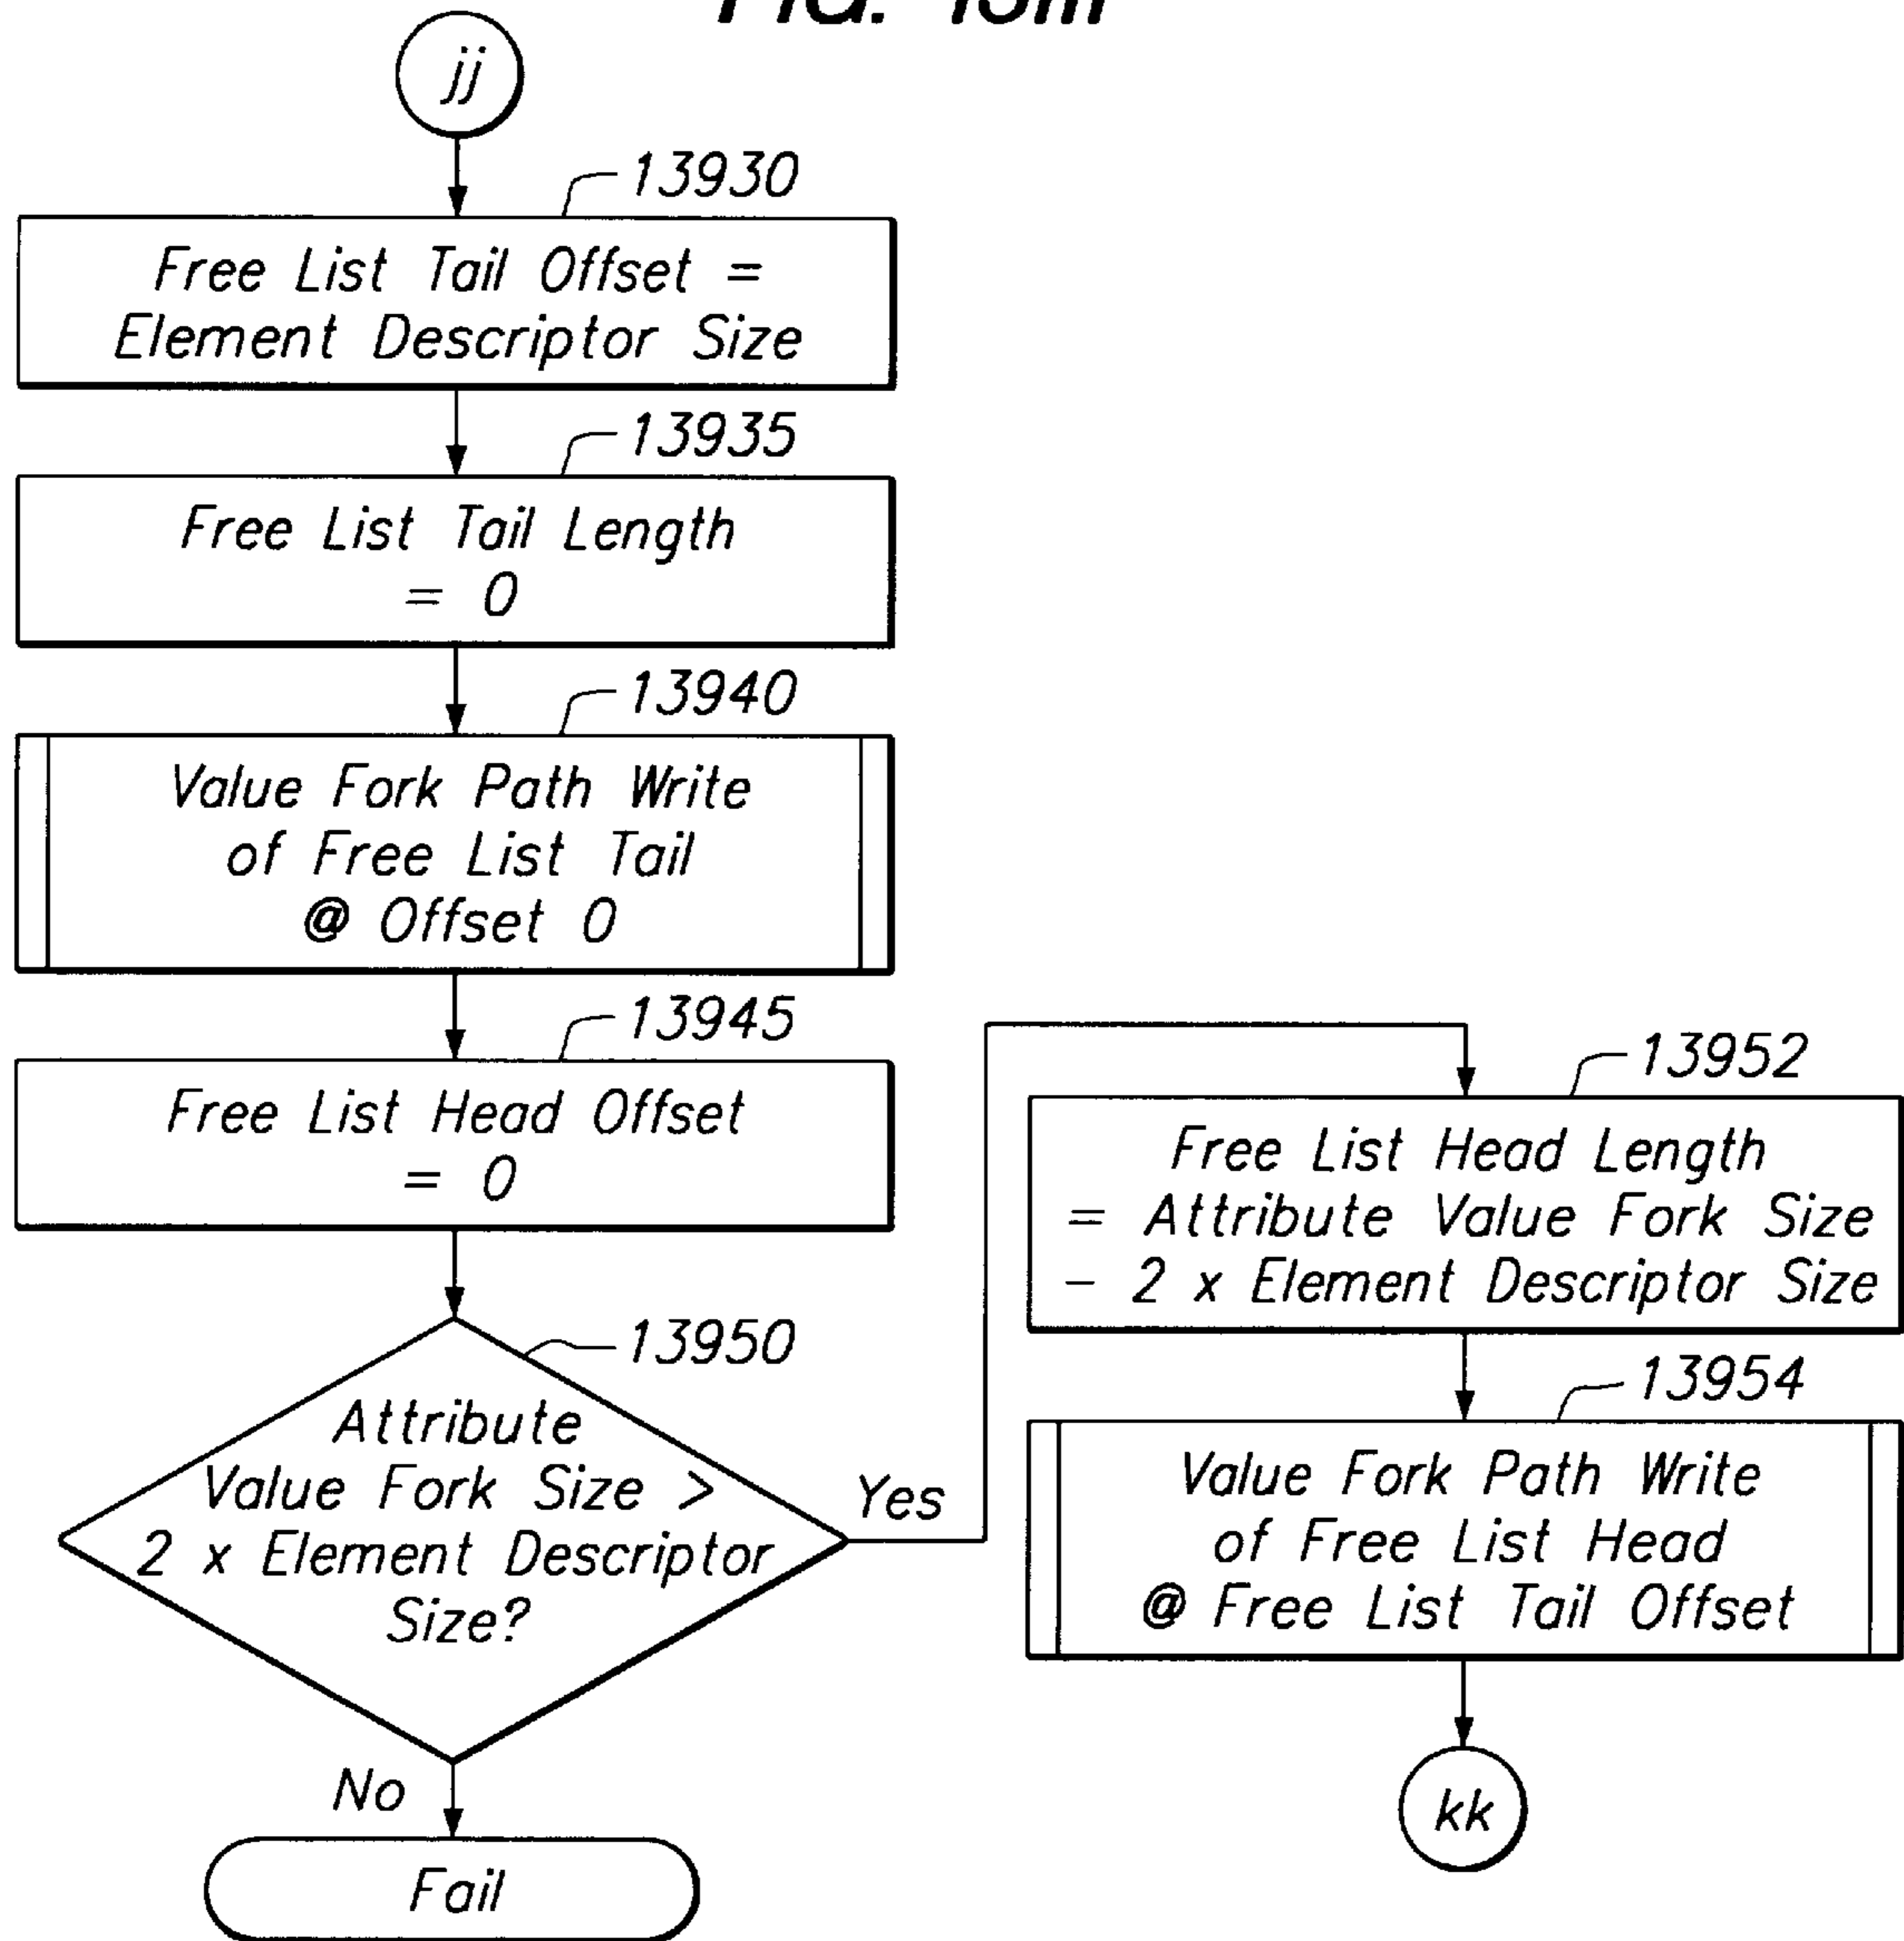 FIG.
jj
13930
Free List Tail Offset =
Element Descriptor Size
13935
Free List Tail Length
= 0
13940
Value Fork Path Write
of Free List Tail
@ Offset 0
13945
Free List Head Offset
= 0
13950
Attribute
Value Fork Size >
2 x Element Descriptor
Size?
Yes
No
Fail
13952
Free List Head Length
= Attribute Value Fork Size
- 2 x Element Descriptor Size
13954
Value Fork Path Write
of Free List Head
@ Free List Tail Offset
kk